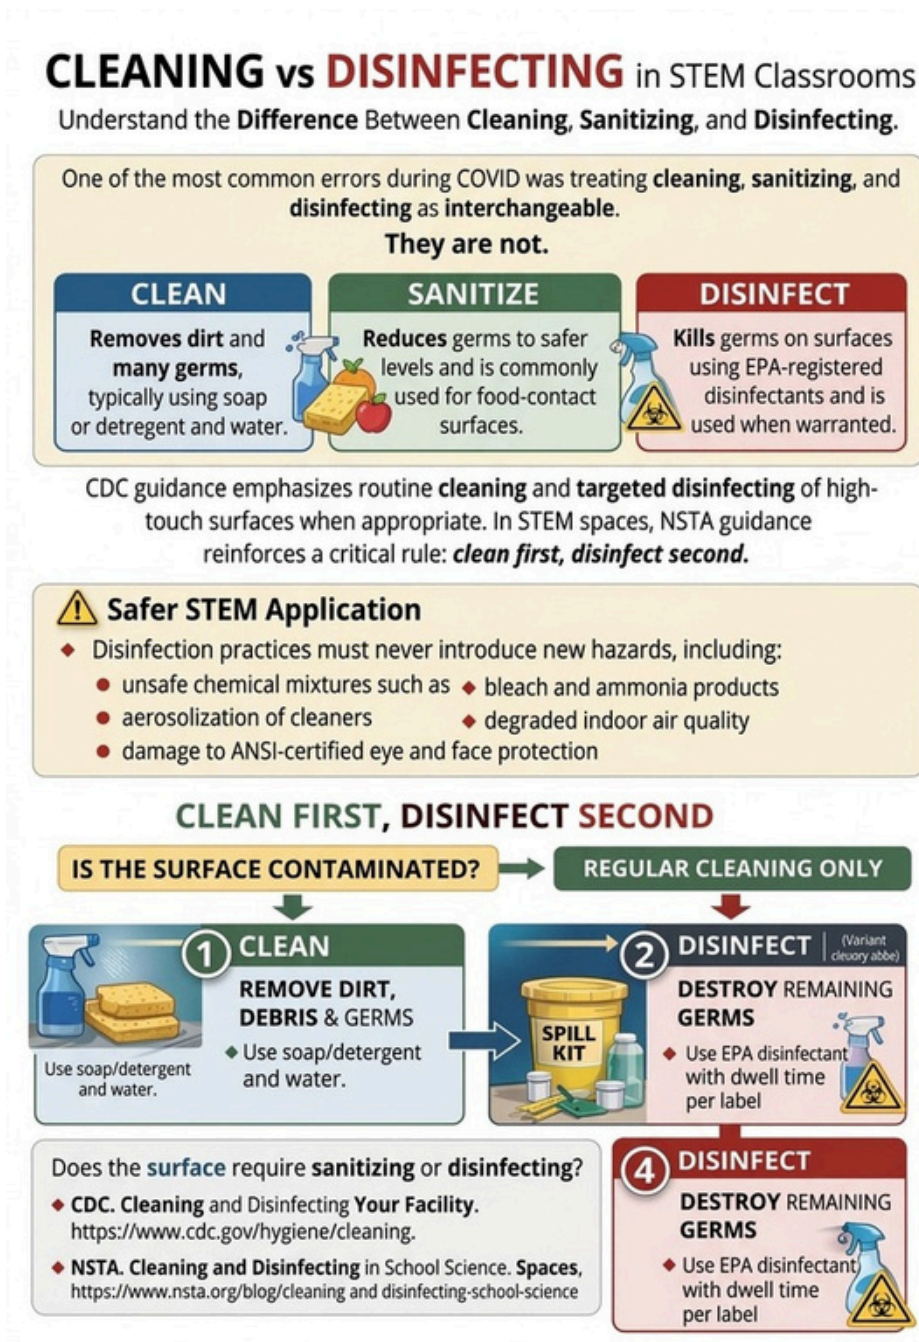 CLEANING vs DISINFECTING in STEM Classrooms
Understand the Difference Between Cleaning, Sanitizing, and Disinfecting.
One of the most common errors during COVID was treating cleaning, sanitizing, and
disinfecting as interchangeable.
They are not.
CLEAN
Removes dirt and
many germs,
typically using soap
or detregent and water.
SANITIZE
Reduces germs to safer
levels and is commonly
used for food-contact
surfaces.
DISINFECT
Kills germs on surfaces
using EPA-registered
disinfectants and is
used when warranted.
CDC guidance emphasizes routine cleaning and targeted disinfecting of high-
touch surfaces when appropriate. In STEM spaces, NSTA guidance
reinforces a critical rule: clean first, disinfect second.
Safer STEM Application
◆ Disinfection practices must never introduce new hazards, including:
● unsafe chemical mixtures such as ◆ bleach and ammonia products
● aerosolization of cleaners ◆ degraded indoor air quality
● damage to ANSI-certified eye and face protection
CLEAN FIRST, DISINFECT SECOND
IS THE SURFACE CONTAMINATED?
REGULAR CLEANING ONLY
1 CLEAN
REMOVE DIRT,
DEBRIS & GERMS
◆ Use soap/detergent
and water.
Use soap/detergent
and water.
2 DISINFECT (Variant
cleuory abbe)
SPILL
KIT
DESTROY REMAINING
GERMS
◆ Use EPA disinfectant
with dwell time
per label
Does the surface require sanitizing or disinfecting?
◆ CDC. Cleaning and Disinfecting Your Facility.
https://www.cdc.gov/hygiene/cleaning.
◆ NSTA. Cleaning and Disinfecting in School Science. Spaces,
https://www.nsta.org/blog/cleaning and disinfecting-school-science
4 DISINFECT
DESTROY REMAINING
GERMS
◆ Use EPA disinfectant
with dwell time
per label